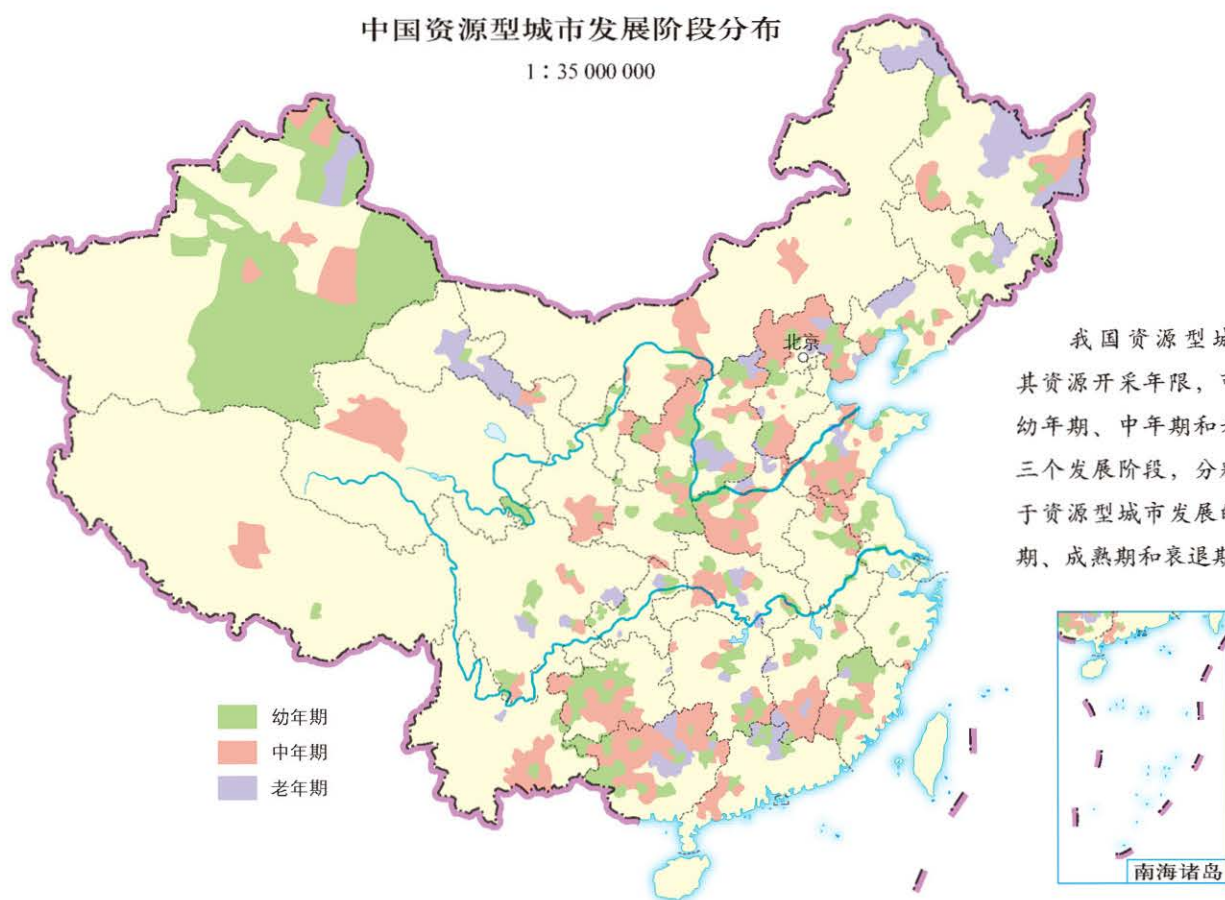 中国资源型城市发展阶段分布
1∶35 000 000
北京
我国资源型城
其资源开采年限，
幼年期、中年期和
三个发展阶段，分
于资源型城市发展的
期、成熟期和衰退期
幼年期
中年期
老年期
南海诸岛